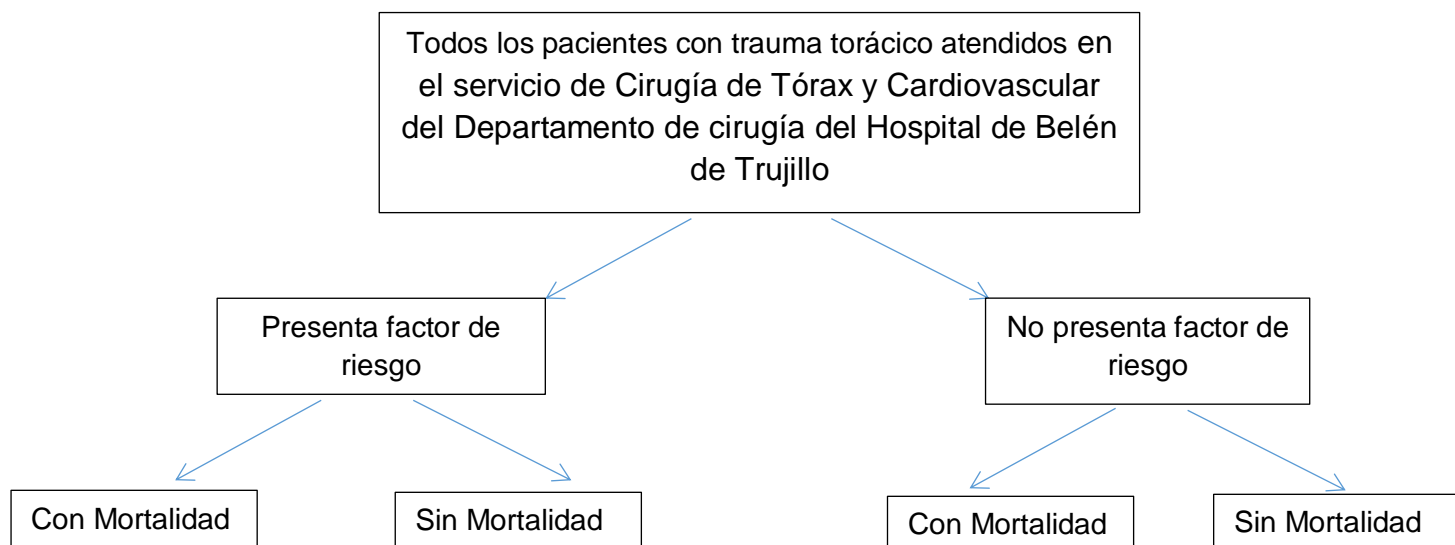 Todos los pacientes con trauma torácico atendidos en
el servicio de Cirugía de Tórax y Cardiovascular
del Departamento de cirugía del Hospital de Belén
de Trujillo
Presenta factor de
riesgo
No presenta factor de
riesgo
Con Mortalidad
Sin Mortalidad
Con Mortalidad
Sin Mortalidad